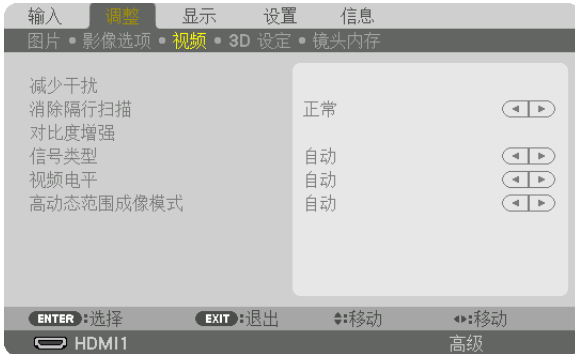 输入 调整 显示 设置 信息
图片 • 影像选项 • 视频 • 3D 设定 • 镜头内存
减少干扰
消除隔行扫描 正常
对比度增强
信号类型 自动
视频电平 自动
高动态范围成像模式 自动
ENTER:选择 EXIT:退出 :移动 :移动
HDMI1 高级